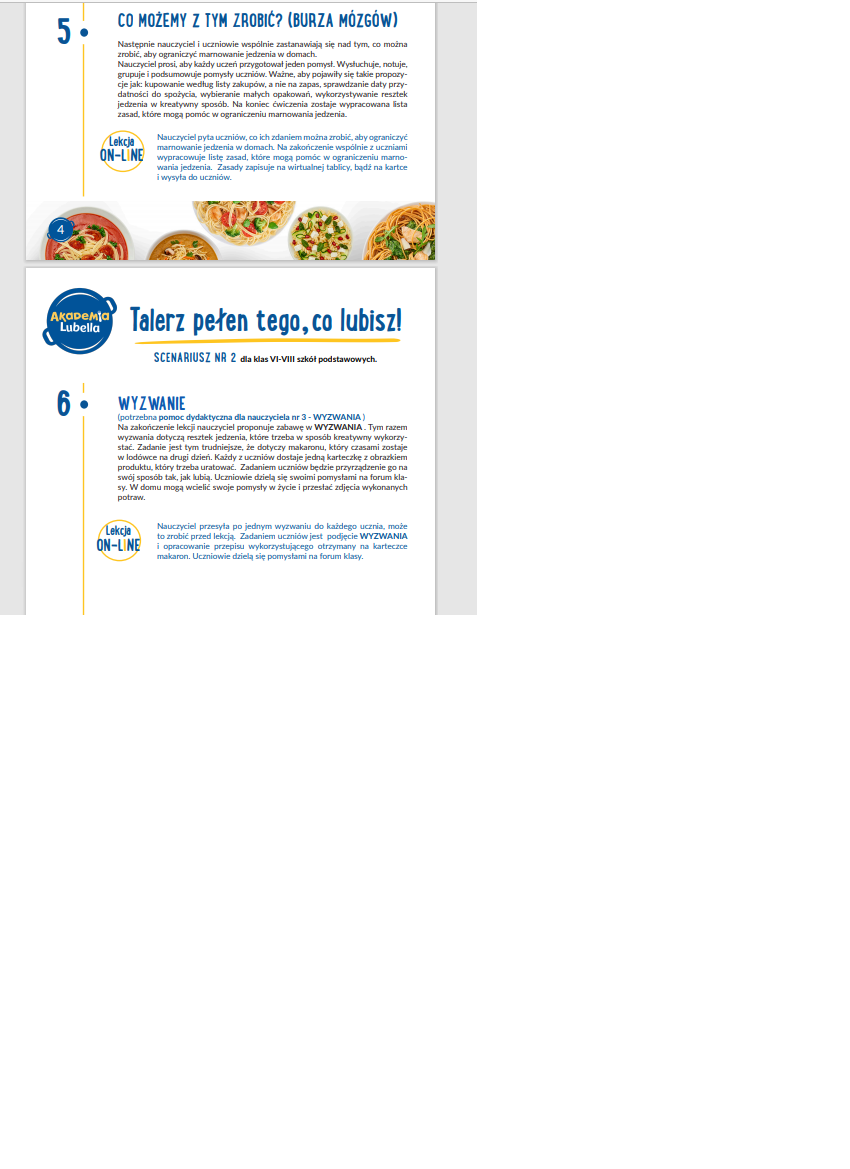 5
CO MOŻEMY Z TYM ZROBIĆ? (BURZA MÓZGÓW)
Następnie nauczyciel i uczniowie wspólnie zastanawiają się nad tym, co można
zrobić, aby ograniczyć marnowanie jedzenia w domach.
Nauczyciel prosi, aby każdy uczeń przygotował jeden pomysł. Wysłuchuje, notuje,
grupuje i podsumowuje pomysły uczniów. Ważne, aby pojawiły się takie propozy-
cje jak: kupowanie według listy zakupów, a nie na zapas, sprawdzanie daty przy-
datności do spożycia, wybieranie małych opakowań, wykorzystywanie resztek
jedzenia w kreatywny sposób. Na koniec ćwiczenia zostaje wypracowana lista
zasad, które mogą pomóc w ograniczeniu marnowania jedzenia.
Lekcja
ON-LINE
Nauczyciel pyta uczniów, co ich zdaniem można zrobić, aby ograniczyć
marnowanie jedzenia w domach. Na zakończenie wspólnie z uczniami
wypracowuje listę zasad, które mogą pomóc w ograniczeniu marno-
wania jedzenia. Zasady zapisuje na wirtualnej tablicy, bądź na kartce
i wysyła do uczniów.
4
Akademia
Lubella
Talerz pełen tego, co lubisz!
SCENARIUSZ NR 2 dla klas VI-VIII szkół podstawowych.
6
WYZWANIE
(potrzebna pomoc dydaktyczna dla nauczyciela nr 3 - WYZWANIA )
Na zakończenie lekcji nauczyciel proponuje zabawę w WYZWANIA . Tym razem
wyzwania dotyczą resztek jedzenia, które trzeba w sposób kreatywny wykorzy-
stać. Zadanie jest tym trudniejsze, że dotyczy makaronu, który czasami zostaje
w lodówce na drugi dzień. Każdy z uczniów dostaje jedną karteczkę z obrazkiem
produktu, który trzeba uratować. Zadaniem uczniów będzie przyrządzenie go na
swój sposób tak, jak lubią. Uczniowie dzielą się swoimi pomysłami na forum kla-
sy. W domu mogą wcielić swoje pomysły w życie i przesłać zdjęcia wykonanych
potraw.
Lekcja
ON-LINE
Nauczyciel przesyła po jednym wyzwaniu do każdego ucznia, może
to zrobić przed lekcją. Zadaniem uczniów jest podjęcie WYZWANIA
i opracowanie przepisu wykorzystującego otrzymany na karteczce
makaron. Uczniowie dzielą się pomysłami na forum klasy.